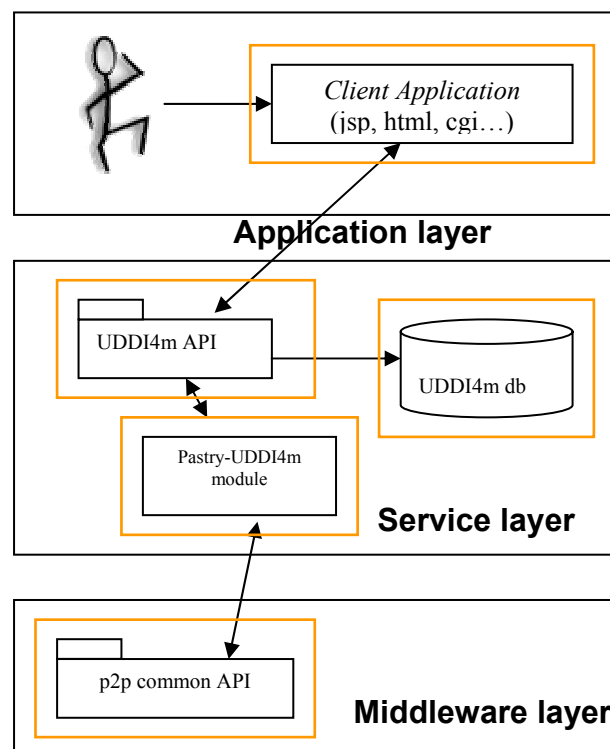 Client Application
(jsp, html, cgi…)
Application layer
UDDI4m API
UDDI4m db
Pastry-UDDI4m
module
Service layer
p2p common API
Middleware layer